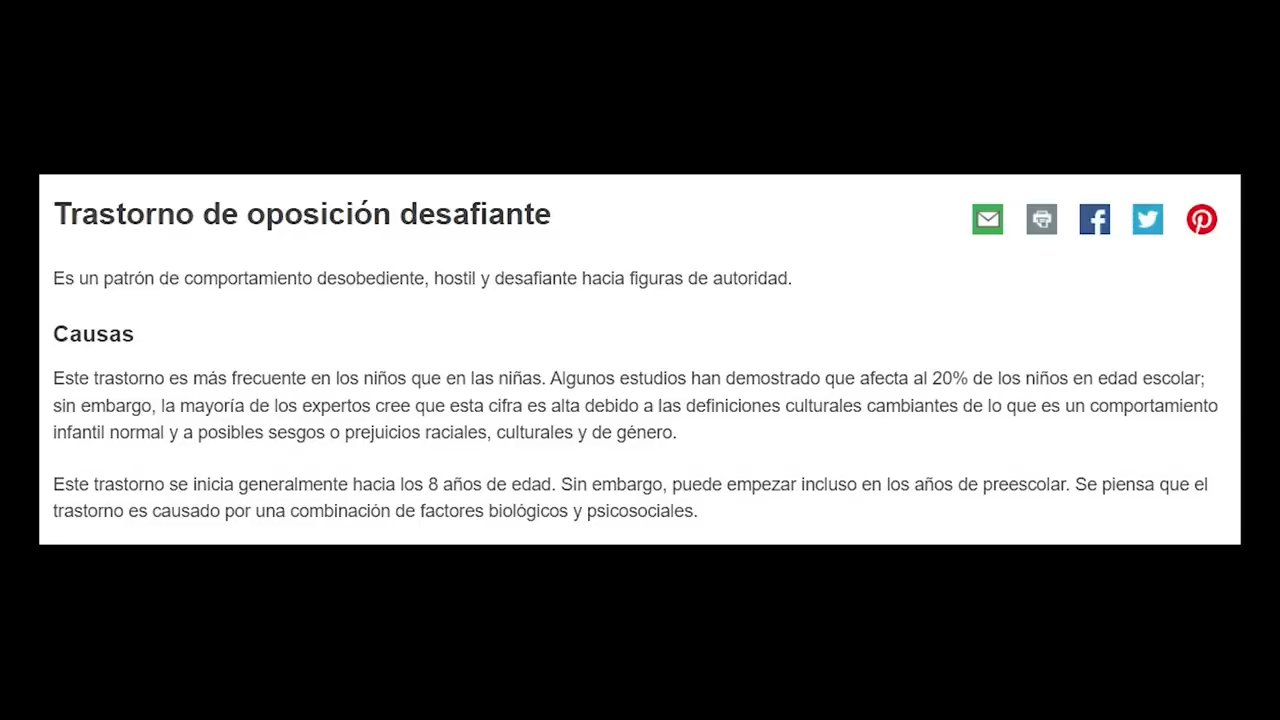 Trastorno de oposición desafiante
Es un patrón de comportamiento desobediente, hostil y desafiante hacia figuras de autoridad.
Causas
Este trastorno es más frecuente en los niños que en las niñas. Algunos estudios han demostrado que afecta al 20% de los niños en edad escolar;
sin embargo, la mayoría de los expertos cree que esta cifra es alta debido a las definiciones culturales cambiantes de lo que es un comportamiento
infantil normal y a posibles sesgos o prejuicios raciales, culturales y de género.
Este trastorno se inicia generalmente hacia los 8 años de edad. Sin embargo, puede empezar incluso en los años de preescolar. Se piensa que el
trastorno es causado por una combinación de factores biológicos y psicosociales.